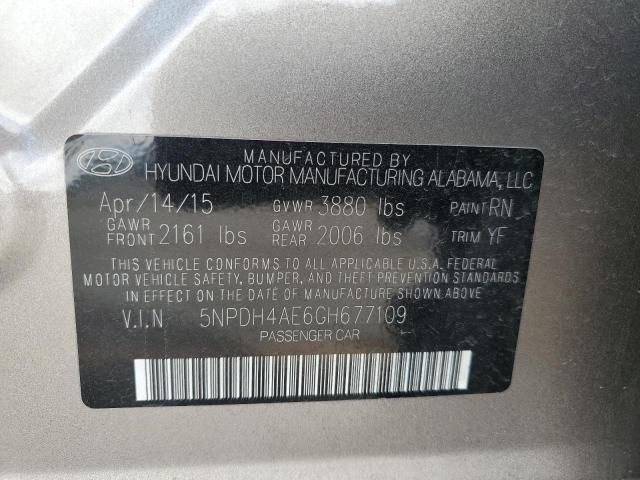 MANUFACTURED BY
HYUNDAI MOTOR MANUFACTURING ALABAMA, LLC
Apr/14/15 GVWR 3880 lbs PAINT RN
GAWR FRONT 2161 lbs GAWR REAR 2006 lbs TRIM YF
THIS VEHICLE CONFORMS TO ALL APPLICABLE U.S.A. FEDERAL
MOTOR VEHICLE SAFETY, BUMPER, AND THEFT PREVENTION STANDARDS
IN EFFECT ON THE DATE OF MANUFACTURE SHOWN ABOVE.
V.I.N 5NPDH4AE6GH677109
PASSENGER CAR